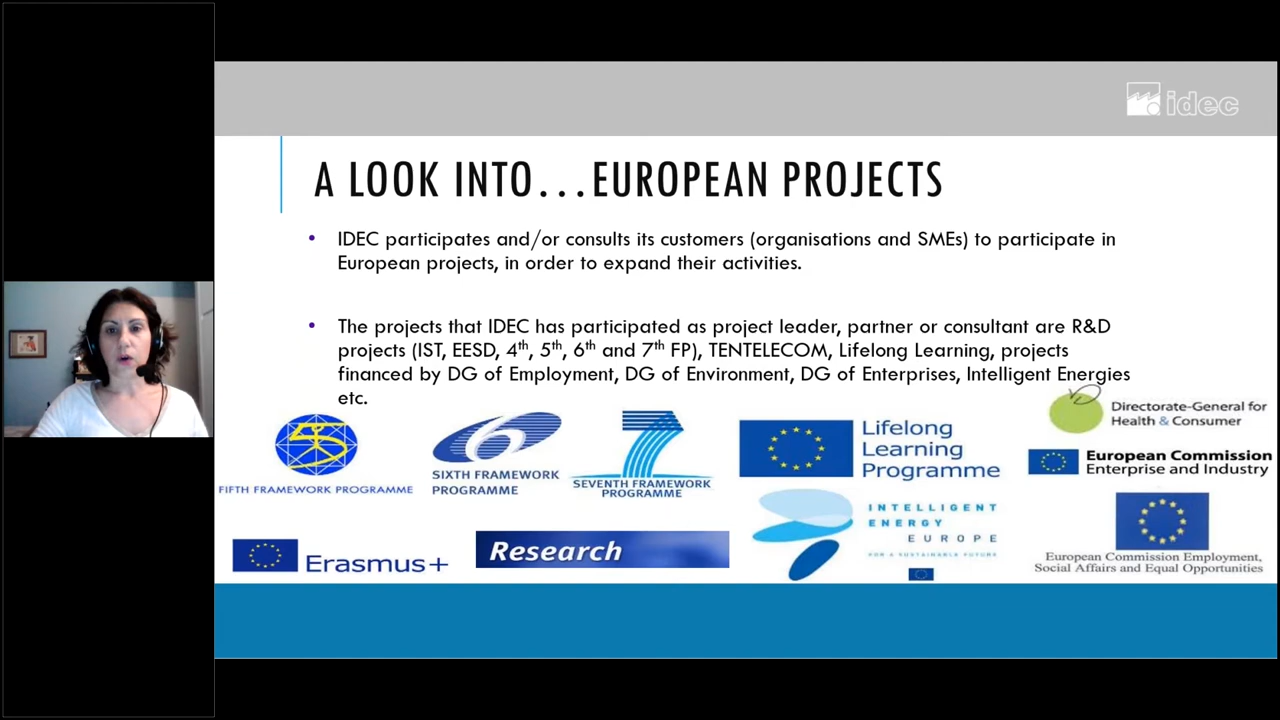 idec
A LOOK INTO...EUROPEAN PROJECTS
• IDEC participates and/or consults its customers (organisations and SMEs) to participate in
European projects, in order to expand their activities.
• The projects that IDEC has participated as project leader, partner or consultant are R&D
projects (IST, EESD, 4th, 5th, 6th and 7th FP), TENTELECOM, Lifelong Learning, projects
financed by DG of Employment, DG of Environment, DG of Enterprises, Intelligent Energies
etc.
5
FIFTH FRAMEWORK PROGRAMME
6
SIXTH FRAMEWORK
PROGRAMME
7
SEVENTH FRAMEWORK
PROGRAMME
Lifelong
Learning
Programme
Directorate-General for
Health & Consumer
European Commission
Enterprise and Industry
Erasmus+
Research
INTELLIGENT
ENERGY
EUROPE
FOR A SUSTAINABLE FUTURE
European Commission Employment,
Social Affairs and Equal Opportunities